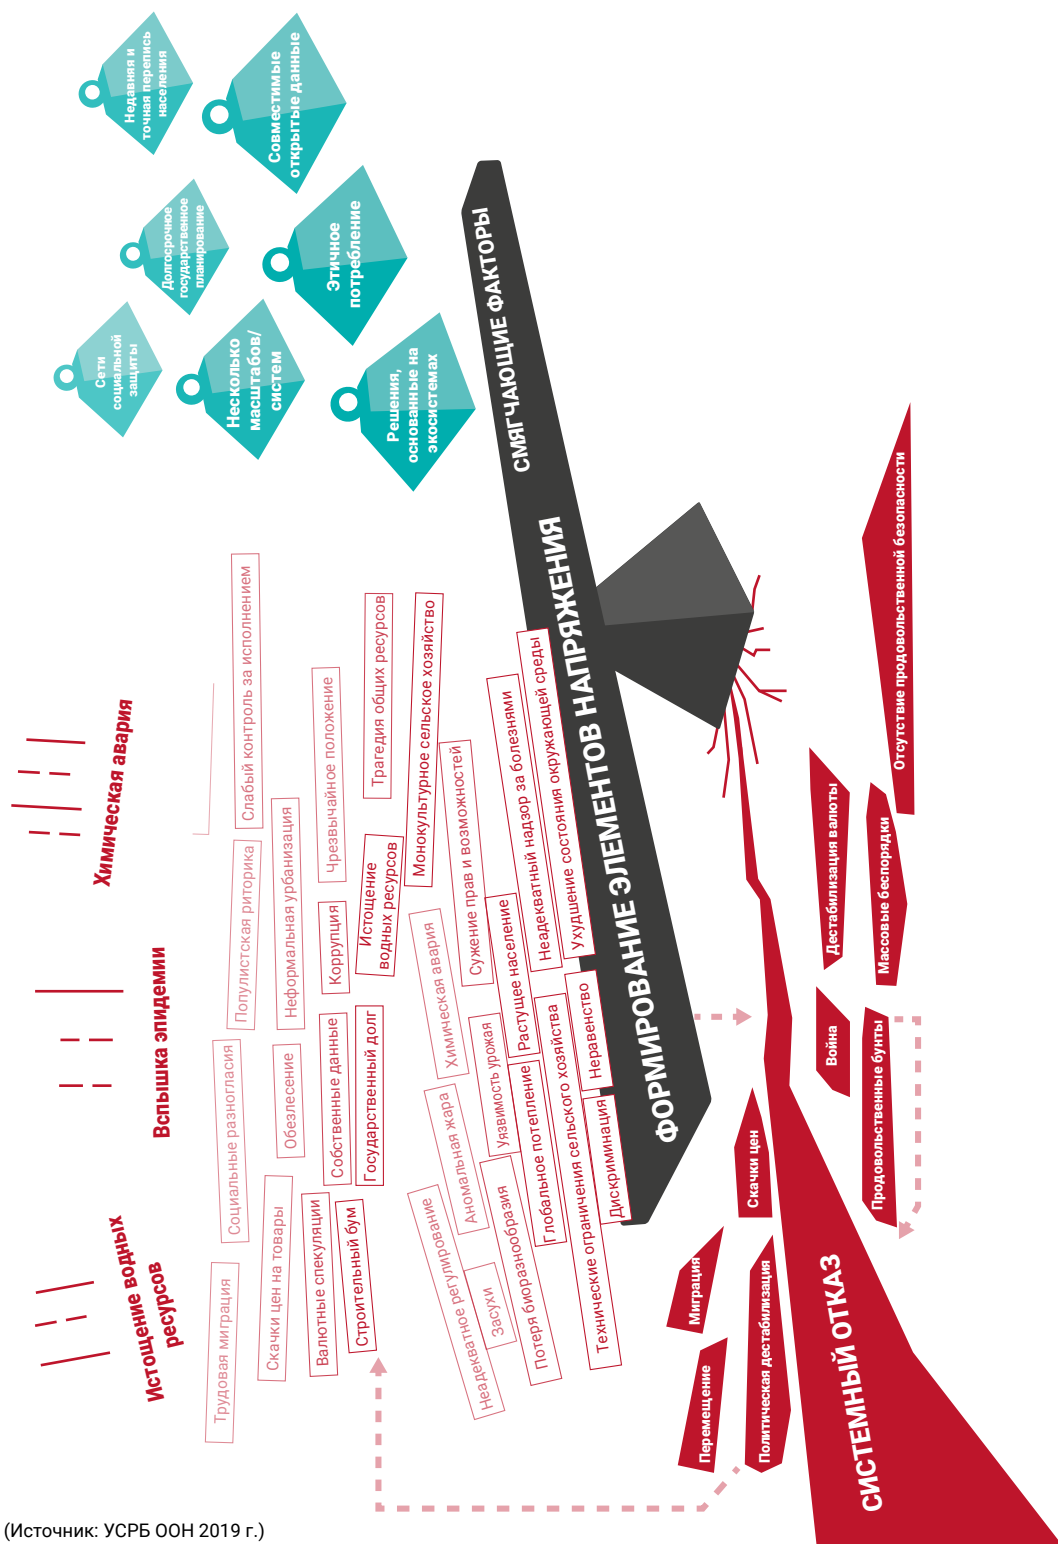 Истощение водных
ресурсов
Вспышка эпидемии
Химическая авария
Трудовая миграция
Социальные разногласия
Популистская риторика
Слабый контроль за исполнением
Скачки цен на товары
Обезлесение
Неформальная урбанизация
Чрезвычайное положение
Валютные спекуляции
Собственные данные
Коррупция
Трагедия общих ресурсов
Строительный бум
Государственный долг
Истощение
водных ресурсов
Монокультурное сельское хозяйство
Неадекватное регулирование
Аномальная жара
Химическая авария
Сужение прав и возможностей
Засухи
Уязвимость урожая
Растущее население
Неадекватный надзор за болезнями
Потеря биоразнообразия
Глобальное потепление
Технические ограничения сельского хозяйства
Ухудшение состояния окружающей среды
Дискриминация
Неравенство
Сети
социальной
защиты
Долгосрочное
государственное
планирование
Недавняя и
точная перепись
населения
Несколько
масштабов/
систем
Этичное
потребление
Совместимые
открытые данные
Решения,
основанные на
экосистемах
ФОРМИРОВАНИЕ ЭЛЕМЕНТОВ НАПРЯЖЕНИЯ
СМЯГЧАЮЩИЕ ФАКТОРЫ
Перемещение
Миграция
Скачки цен
Политическая дестабилизация
СИСТЕМНЫЙ ОТКАЗ
Война
Дестабилизация валюты
Продовольственные бунты
Массовые беспорядки
Отсутствие продовольственной безопасности
(Источник: УСРБ ООН 2019 г.)